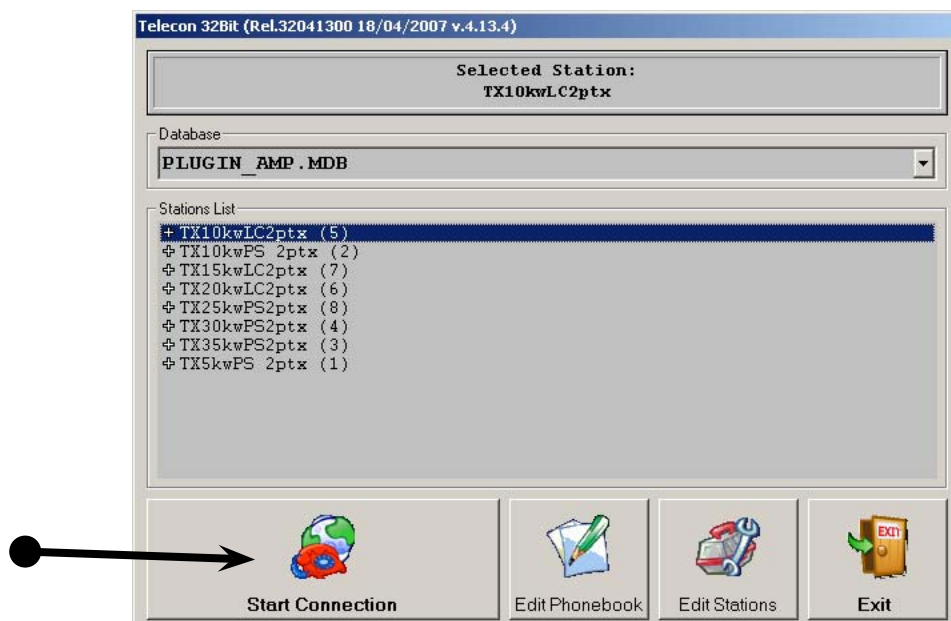 Telecon 32Bit (Rel.32041300 18/04/2007 v.4.13.4)
Selected Station:
TX10kwLC2ptx
Database
PLUGIN_AMP.MDB
Stations List
TX10kwLC2ptx (5)
TX10kwPS 2ptx (2)
TX15kwLC2ptx (7)
TX20kwLC2ptx (6)
TX25kwPS2ptx (8)
TX30kwPS2ptx (4)
TX35kwPS2ptx (3)
TX5kwPS 2ptx (1)
EXIT
Start Connection
Edit Phonebook
Edit Stations
Exit